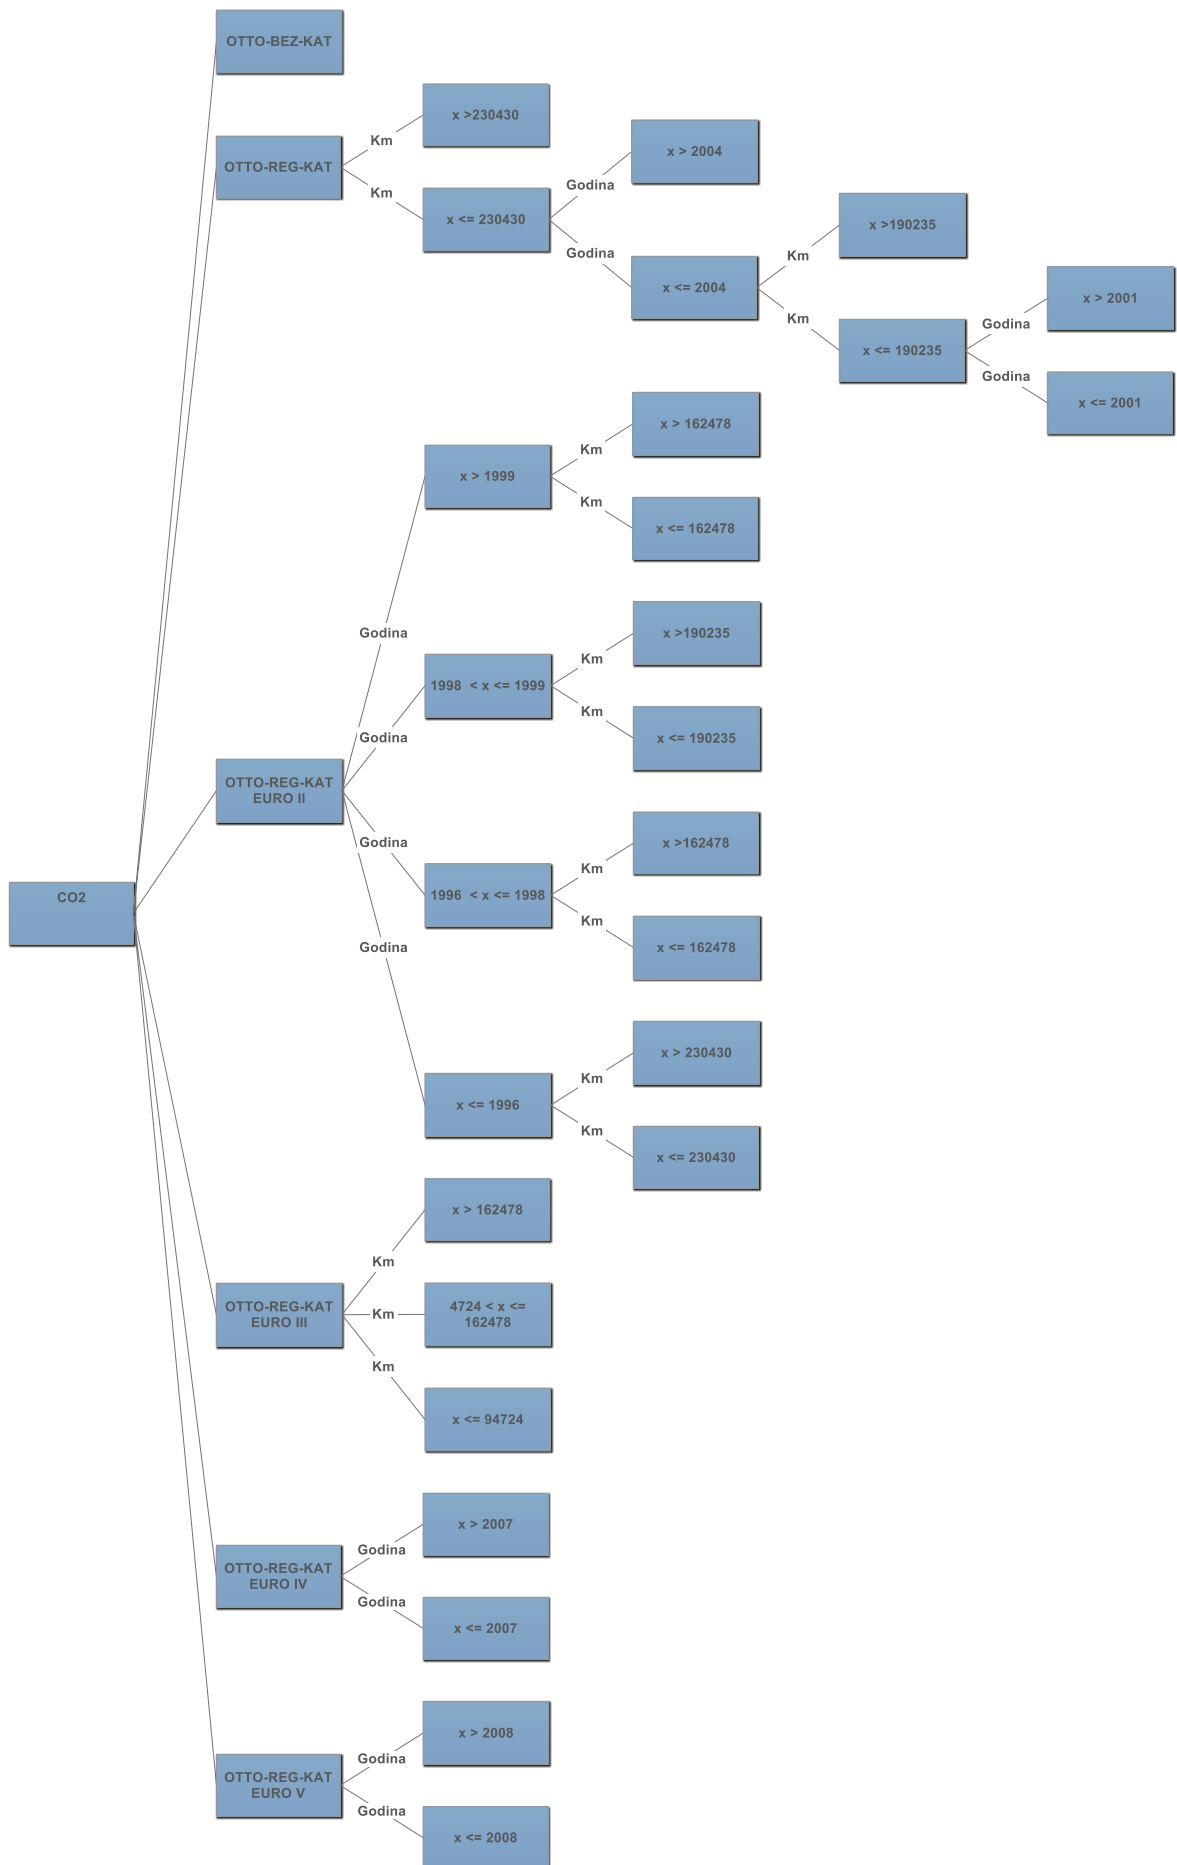 OTTO-BEZ-KAT
x >230430
Km
OTTO-REG-KAT
Km
x <= 230430
x > 2004
Godina
Godina
x <= 2004
x >190235
Km
Km
x <= 190235
x > 2001
Godina
Godina
x <= 2001
x > 162478
Km
x > 1999
Km
x <= 162478
Godina
x >190235
Km
1998 < x <= 1999
Km
x <= 190235
Godina
OTTO-REG-KAT
EURO II
Godina
x >162478
Km
1996 < x <= 1998
Km
x <= 162478
CO2
Godina
x > 230430
Km
x <= 1996
Km
x <= 230430
x > 162478
Km
OTTO-REG-KAT
EURO III
Km
4724 < x <=
162478
Km
x <= 94724
x > 2007
Godina
OTTO-REG-KAT
EURO IV
Godina
x <= 2007
x > 2008
Godina
OTTO-REG-KAT
EURO V
Godina
x <= 2008